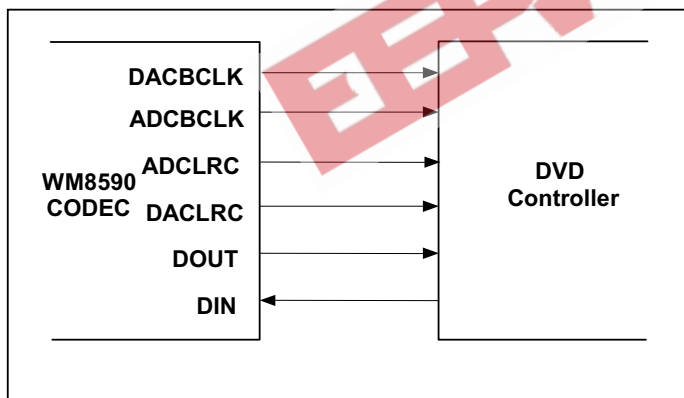 DACBCLK
ADCBCLK
ADCLRC
WM8590
CODEC
DACLRC
DOUT
DIN
DVD
Controller